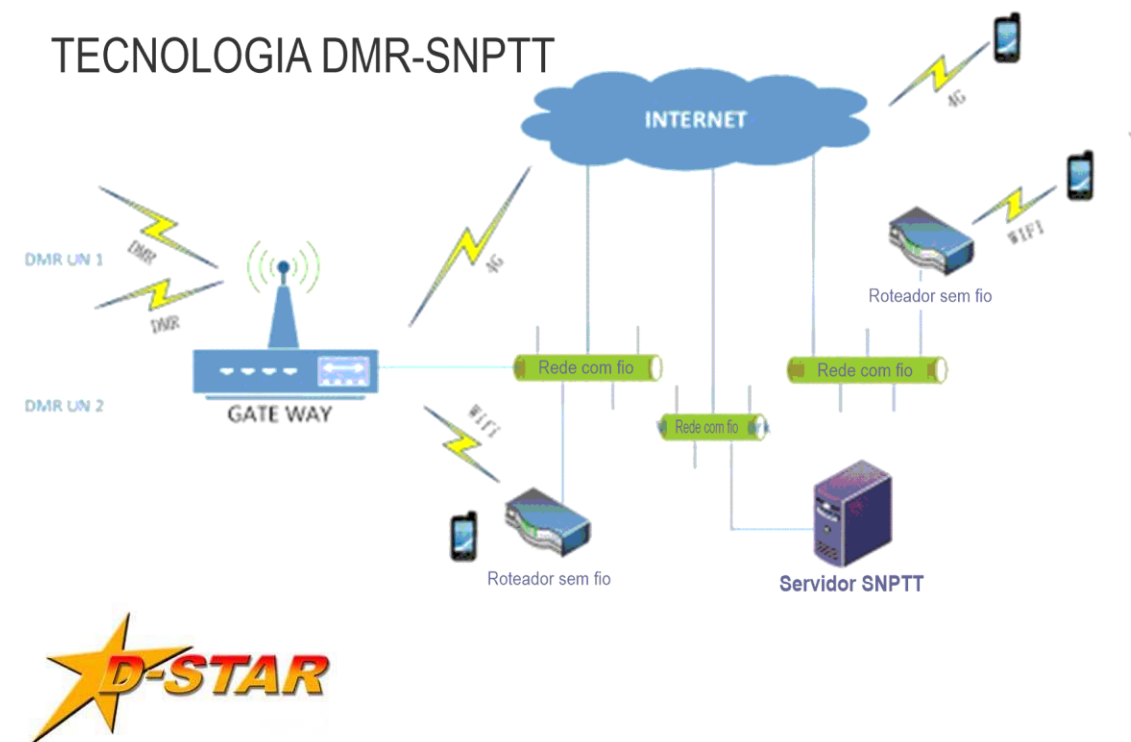 TECNOLOGIA DMR-SNPTT
INTERNET
4G
WIFI
Roteador sem fio
DMR UN 1
DMR
DMR
4G
GATE WAY
DMR UN 2
Rede com fio
Rede com fio
Rede com fio
WiFi
Roteador sem fio
Servidor SNPTT
D-STAR